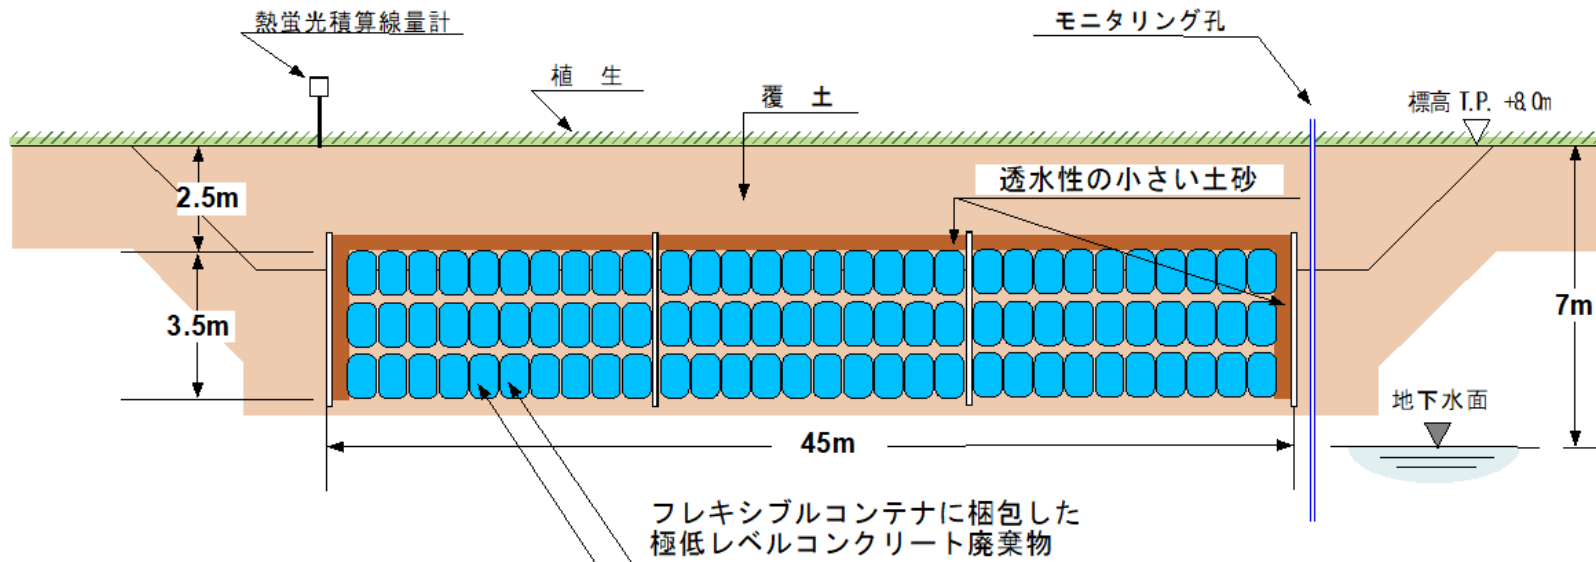 熱蛍光積算線量計
モニタリング孔
植 生
覆 土
標高 T.P. +8.0m
透水性の小さい土砂
2.5m
3.5m
7m
地下水面
45m
フレキシブルコンテナに梱包した
極低レベルコンクリート廃棄物